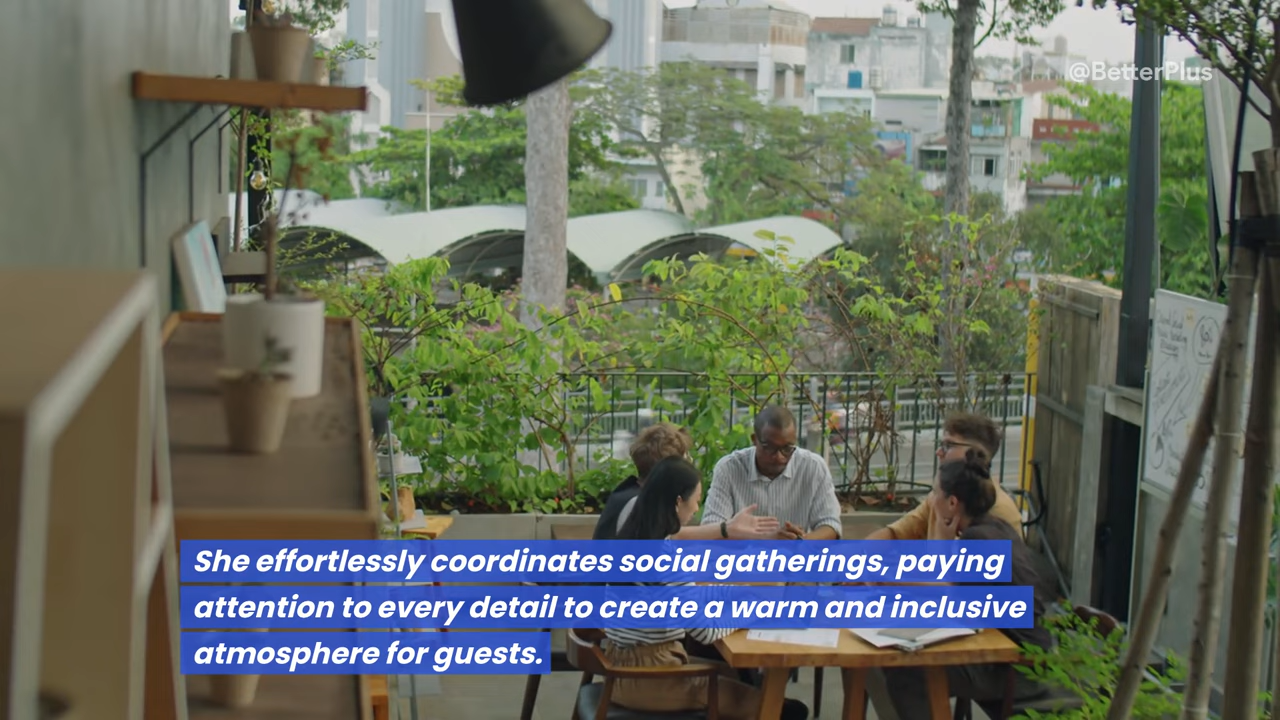 @BetterPlus
She effortlessly coordinates social gatherings, paying
attention to every detail to create a warm and inclusive
atmosphere for guests.